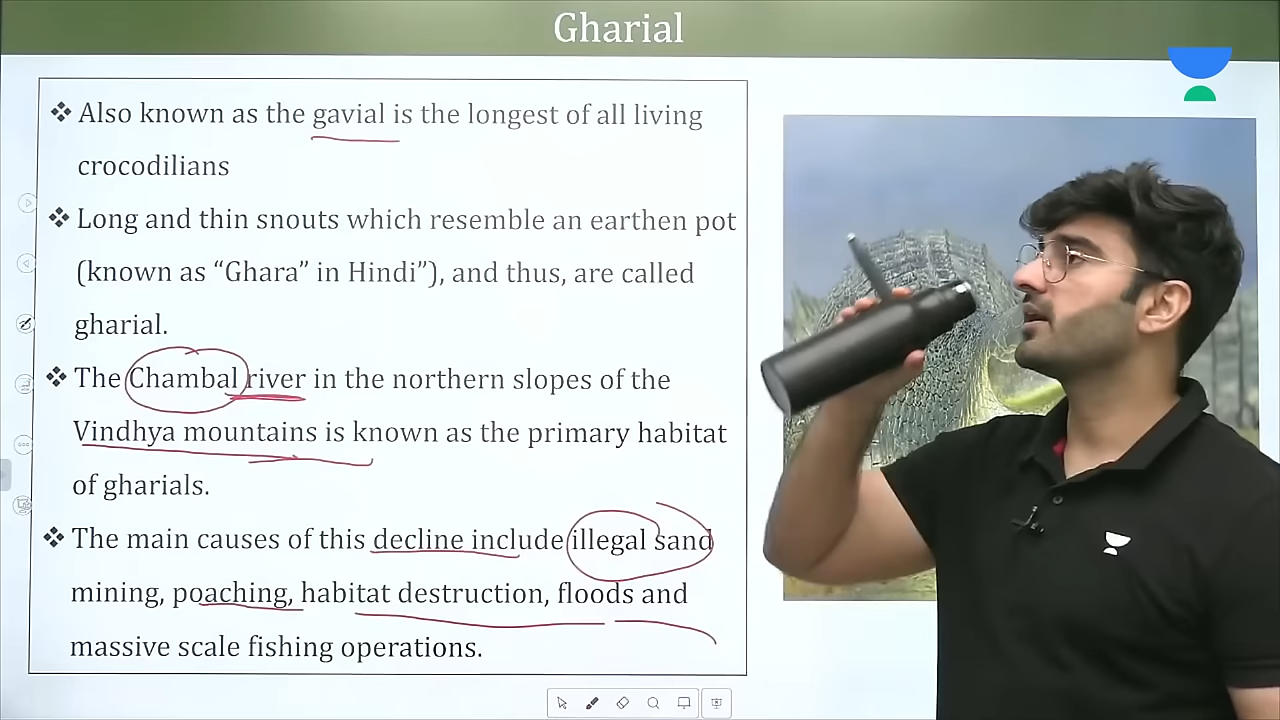 Gharial
❖ Also known as the gavial is the longest of all living
crocodilians
❖ Long and thin snouts which resemble an earthen pot
(known as “Ghara” in Hindi”), and thus, are called
gharial.
❖ The Chambal river in the northern slopes of the
Vindhya mountains is known as the primary habitat
of gharials.
❖ The main causes of this decline include illegal sand
mining, poaching, habitat destruction, floods and
massive scale fishing operations.